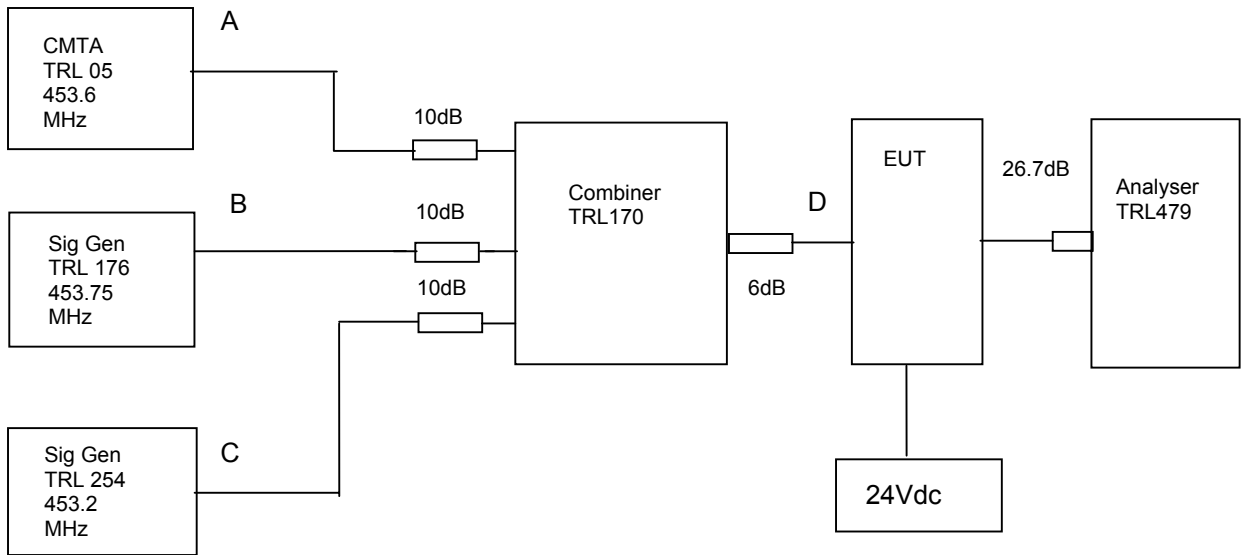 A
CMTA
TRL 05
453.6
MHz
10dB
B
Sig Gen
TRL 176
453.75
MHz
10dB
10dB
C
Sig Gen
TRL 254
453.2
MHz
Combiner
TRL170
D
6dB
EUT
24Vdc
26.7dB
Analyser
TRL479